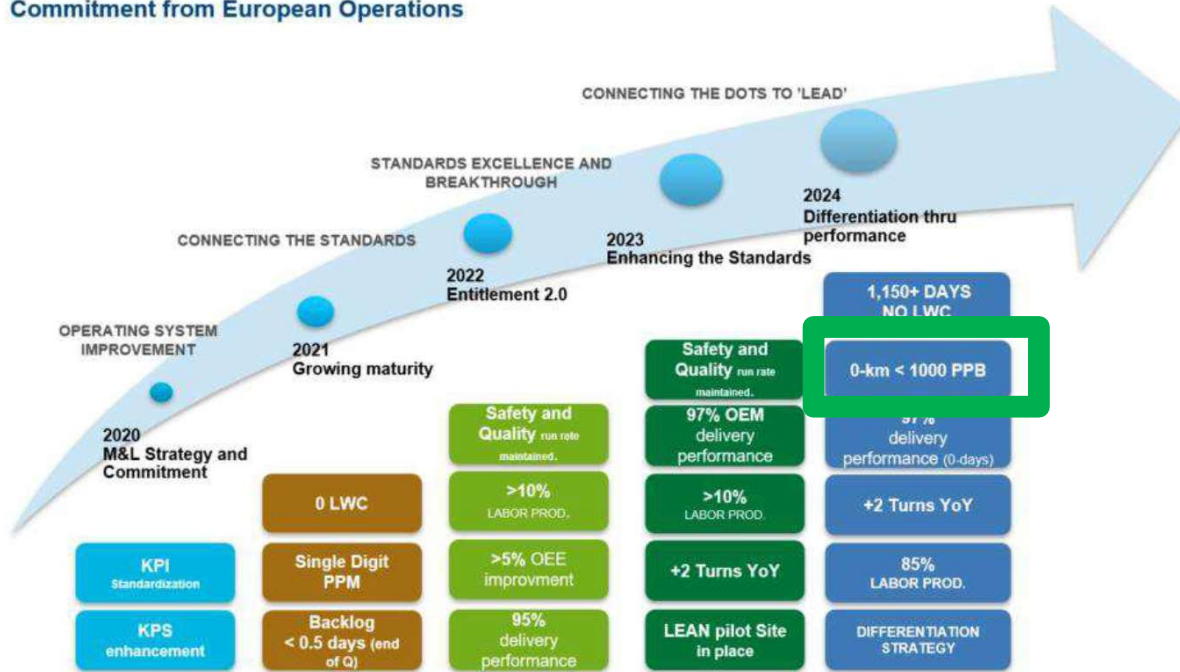 Commitment from European Operations
CONNECTING THE DOTS TO 'LEAD'
STANDARDS EXCELLENCE AND
BREAKTHROUGH
CONNECTING THE STANDARDS
OPERATING SYSTEM
IMPROVEMENT
2020
M&L Strategy and
Commitment
2021
Growing maturity
2022
Entitlement 2.0
2023
Enhancing the Standards
2024
Differentiation thru
performance
KPI
Standardization
KPS
enhancement
0 LWC
Single Digit
PPM
Backlog
< 0.5 days (end
of Q)
Safety and
Quality run rate
maintained.
>10%
LABOR PROD.
>5% OEE
improvment
95%
delivery
performance
Safety and
Quality run rate
maintained.
97% OEM
delivery
performance
>10%
LABOR PROD.
+2 Turns YoY
LEAN pilot Site
in place
1,150+ DAYS
NO LWC
0-km < 1000 PPB
97%
delivery
performance (0-days)
+2 Turns YoY
85%
LABOR PROD.
DIFFERENTIATION
STRATEGY